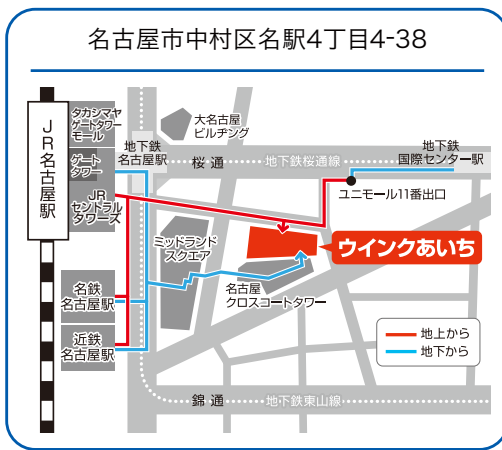 名古屋市中村区名駅4丁目4-38
JR名古屋駅
タカシマヤ
ゲートタワー
モール
ゲート
タワー
JR
セントラル
タワーズ
名鉄
名古屋駅
近鉄
名古屋駅
地下鉄
名古屋駅
大名古屋
ビルヂング
桜通
地下鉄桜通線
地下鉄
国際センター駅
ユニモール11番出口
ミッドランド
スクエア
ウインクあいち
名古屋
クロスコートタワー
地上から
地下から
錦通
地下鉄東山線